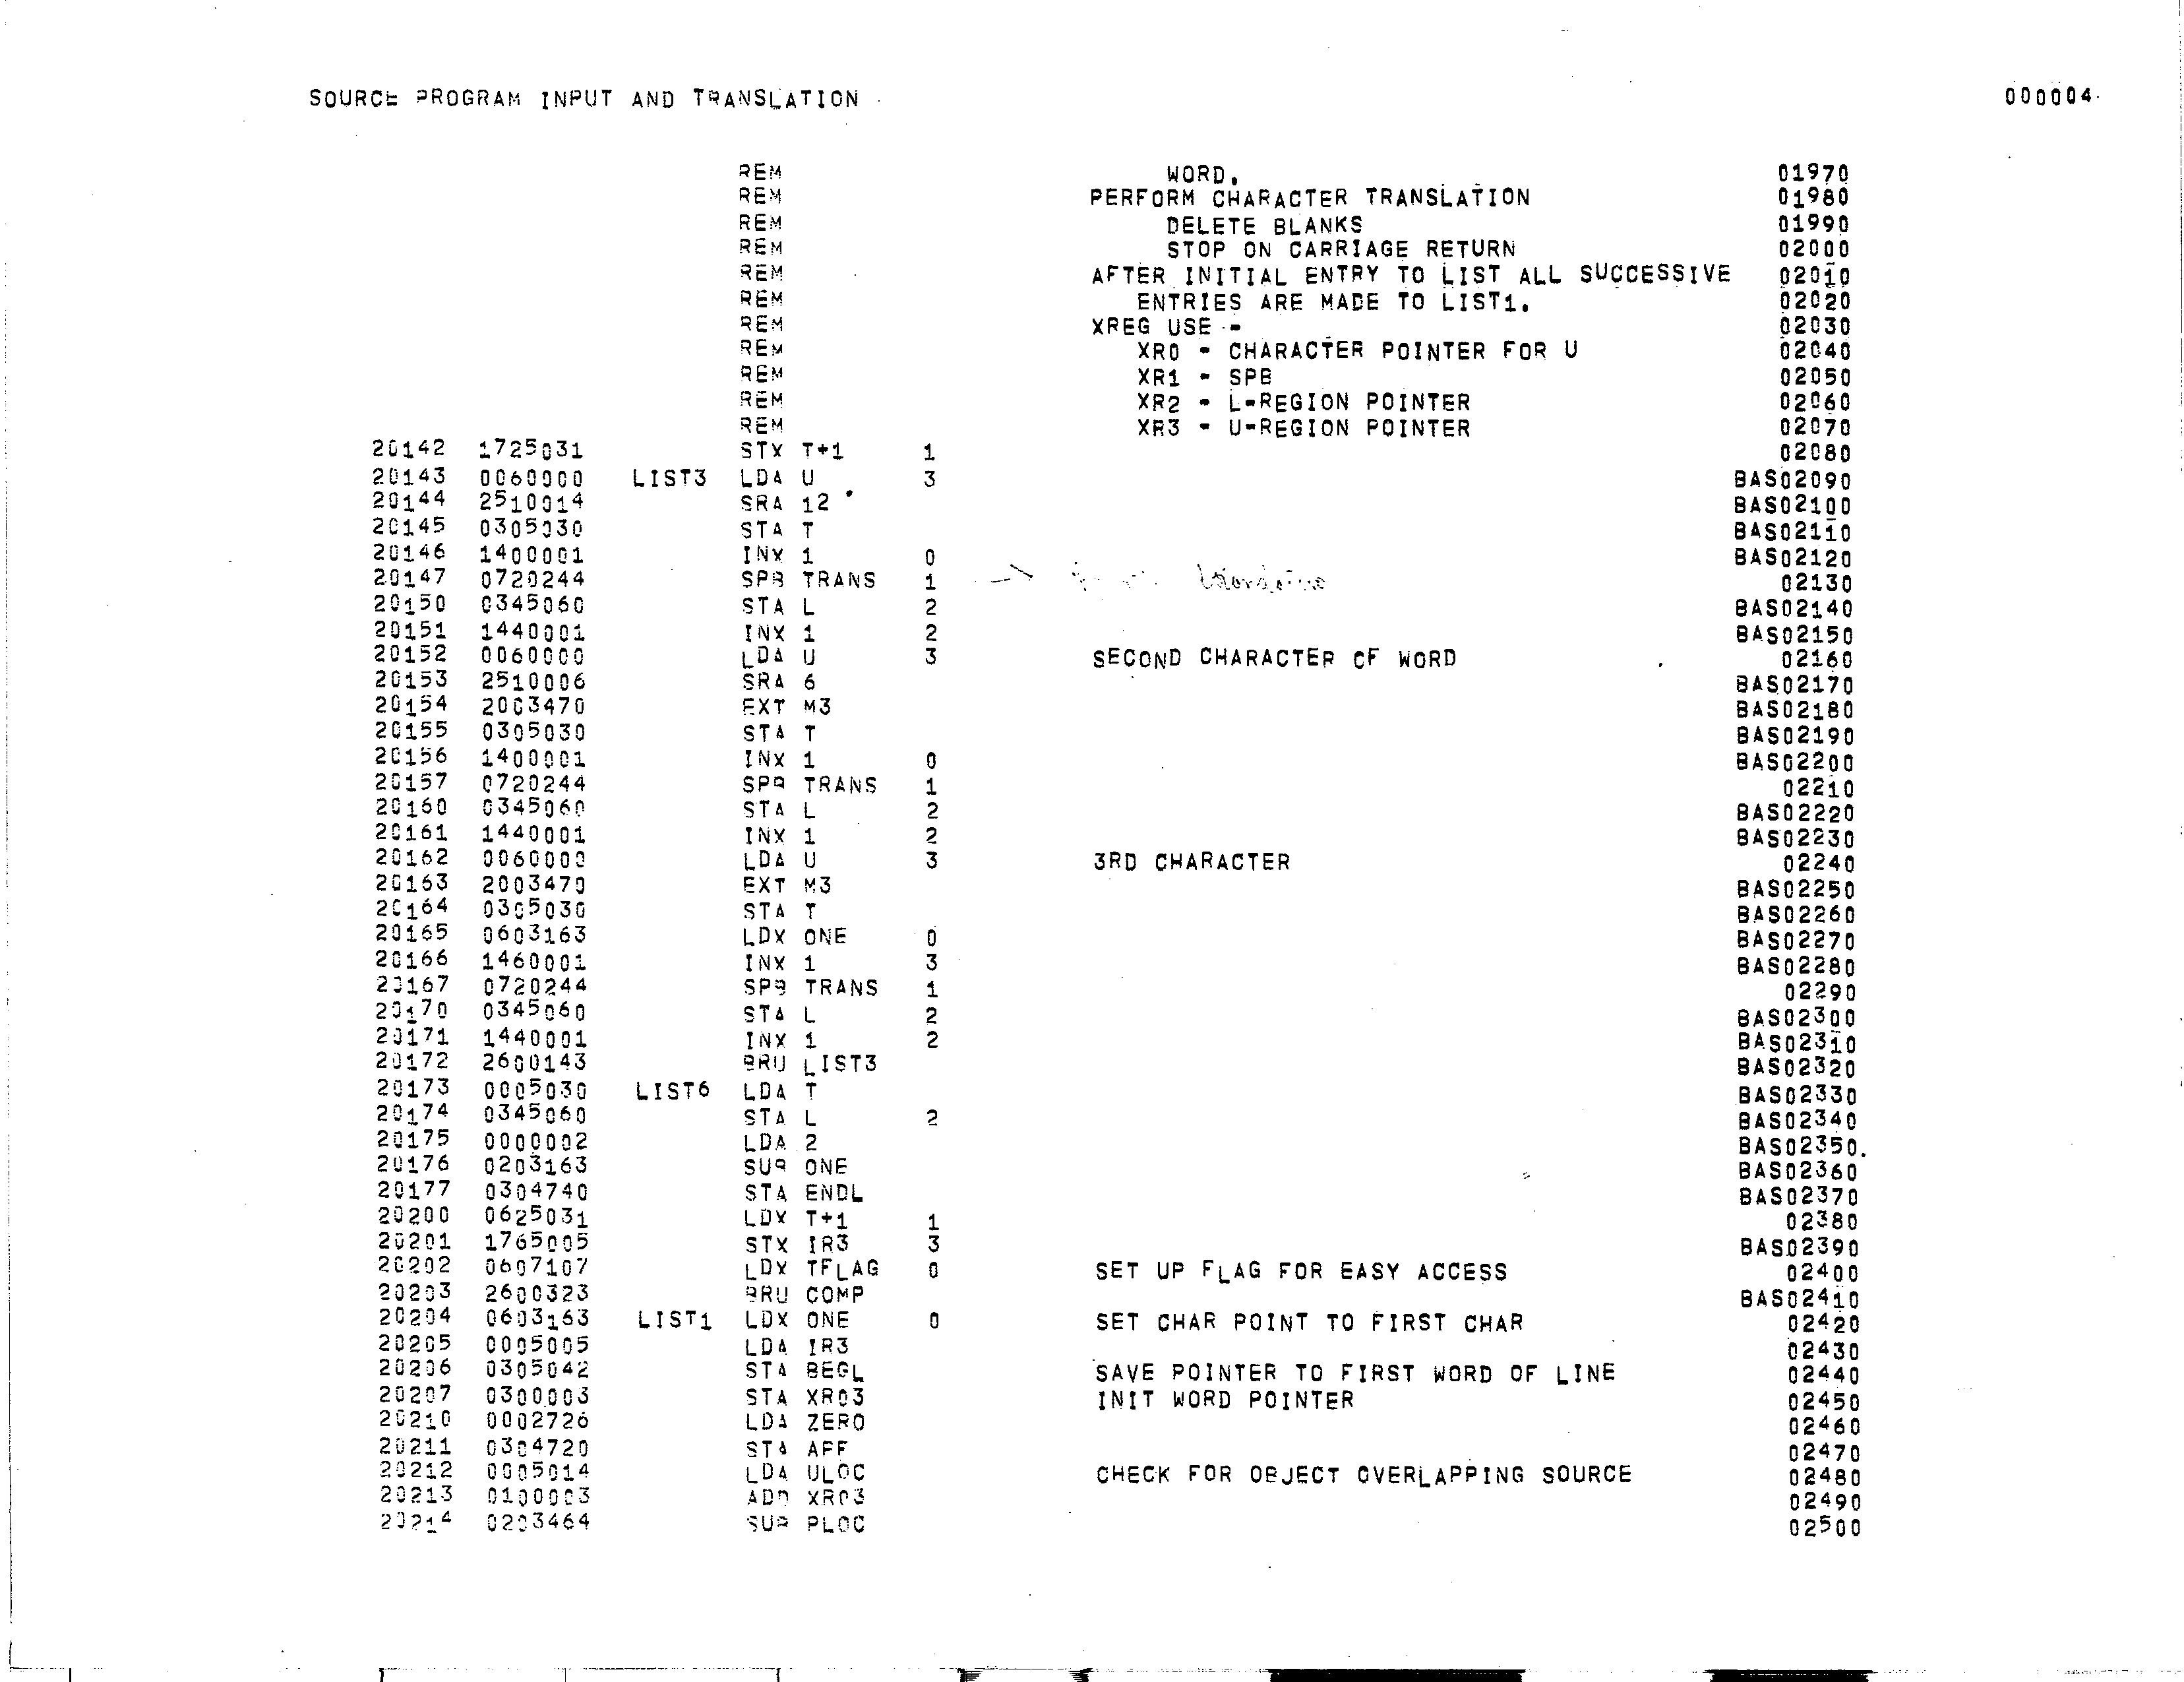 SOURCE PROGRAM INPUT AND TRANSLATION 000004
REM WORD. 01970
REM PERFORM CHARACTER TRANSLATION 01980
REM DELETE BLANKS 01990
REM STOP ON CARRIAGE RETURN 02000
REM AFTER INITIAL ENTRY TO LIST ALL SUCCESSIVE 02010
REM ENTRIES ARE MADE TO LIST1. 02020
REM XREG USE - 02030
REM XR0 - CHARACTER POINTER FOR U 02040
REM XR1 - SPB 02050
REM XR2 - L-REGION POINTER 02060
REM XR3 - U-REGION POINTER 02070
20142 1725031 STX T+1 1 02080
20143 0060000 LIST3 LDA U 3 BAS02090
20144 2510014 SRA 12 BAS02100
20145 0305030 STA T BAS02110
20146 1400001 INX 1 0 BAS02120
20147 0720244 SPB TRANS 1 02130
20150 0345060 STA L 2 BAS02140
20151 1440001 INX 1 2 BAS02150
20152 0060000 LDA U 3 SECOND CHARACTER OF WORD 02160
20153 2510006 SRA 6 BAS02170
20154 2003470 EXT M3 BAS02180
20155 0305030 STA T BAS02190
20156 1400001 INX 1 0 BAS02200
20157 0720244 SPB TRANS 1 02210
20160 0345060 STA L 2 BAS02220
20161 1440001 INX 1 2 BAS02230
20162 0060000 LDA U 3 3RD CHARACTER 02240
20163 2003470 EXT M3 BAS02250
20164 0305030 STA T BAS02260
20165 0603163 LDX ONE 0 BAS02270
20166 1460001 INX 1 3 BAS02280
20167 0720244 SPB TRANS 1 02290
20170 0345060 STA L 2 BAS02300
20171 1440001 INX 1 2 BAS02310
20172 2600143 BRU LIST3 BAS02320
20173 0005030 LIST6 LDA T BAS02330
20174 0345060 STA L 2 BAS02340
20175 0000002 LDA 2 BAS02350.
20176 0203163 SUB ONE BAS02360
20177 0304740 STA ENDL BAS02370
20200 0625031 LDX T+1 1 02380
20201 1765005 STX IR3 3 BAS02390
20202 0607107 LDX TFLAG 0 SET UP FLAG FOR EASY ACCESS 02400
20203 2600323 BRU COMP BAS02410
20204 0603163 LIST1 LDX ONE 0 SET CHAR POINT TO FIRST CHAR 02420
20205 0005005 LDA IR3 02430
20206 0305042 STA BEGL SAVE POINTER TO FIRST WORD OF LINE 02440
20207 0300003 STA XR03 INIT WORD POINTER 02450
20210 0002726 LDA ZERO 02460
20211 0304720 STA AFF 02470
20212 0005014 LDA ULOC CHECK FOR OBJECT OVERLAPPING SOURCE 02480
20213 0100003 ADD XR03 02490
20214 0203464 SUB PLOC 02500